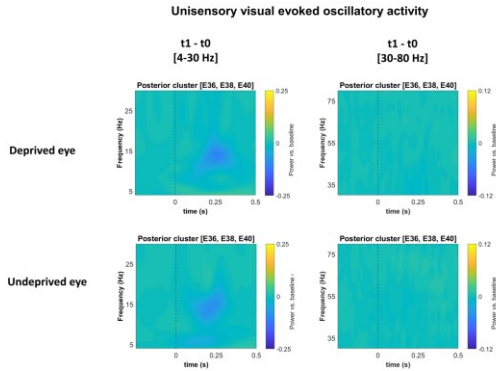 Unisensory visual evoked oscillatory activity
t1 - t0
[4-30 Hz]
t1 - t0
[30-80 Hz]
Deprived eye
Posterior cluster [E36, E38, E40]
Frequency (Hz)
25
15
5
0
0.25
0.5
time (s)
0.25
0
-0.25
Power vs. baseline
Posterior cluster [E36, E38, E40]
Frequency (Hz)
75
55
35
0
0.25
0.5
time (s)
0.12
0
-0.12
Power vs. baseline
Undeprived eye
Posterior cluster [E36, E38, E40]
Frequency (Hz)
25
15
5
0
0.25
0.5
time (s)
0.25
0
-0.25
Power vs. baseline
Posterior cluster [E36, E38, E40]
Frequency (Hz)
75
55
35
0
0.25
0.5
time (s)
0.12
0
-0.12
Power vs. baseline